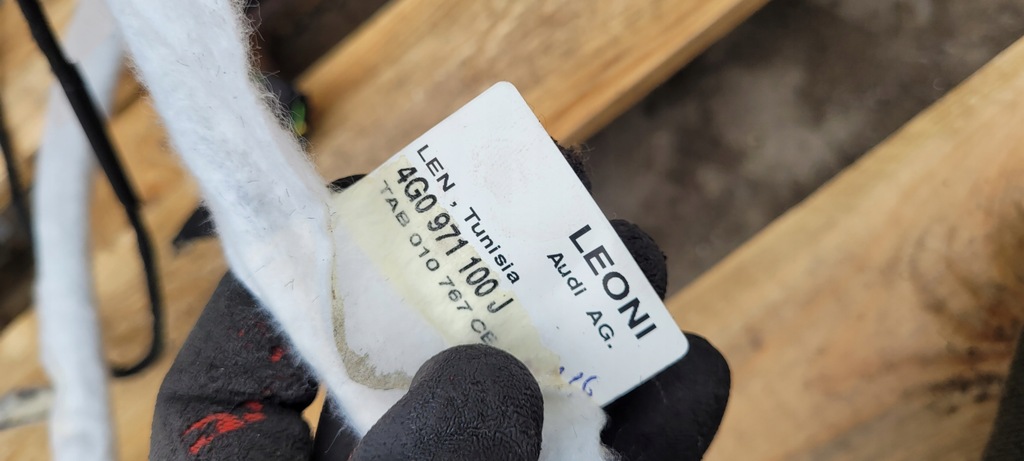 LEONI
Audi AG.
LEN, Tunisia
4G0 971 100 J
TAB 010 767 CE